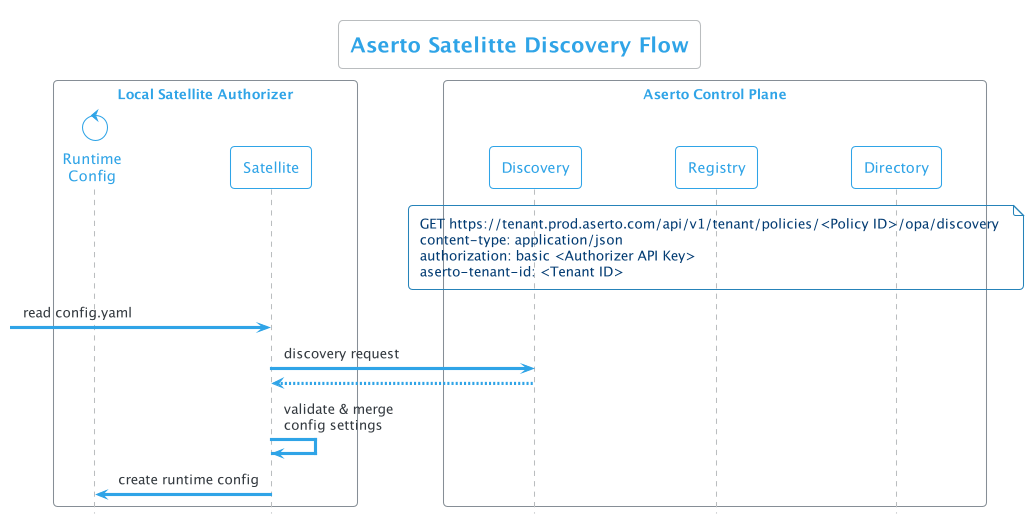 Aserto Satelitte Discovery Flow
Local Satellite Authorizer
Aserto Control Plane
Runtime
Config
Satellite
Discovery
Registry
Directory
GET https://tenant.prod.aserto.com/api/v1/tenant/policies/<Policy ID>/opa/discovery
content-type: application/json
authorization: basic <Authorizer API Key>
aserto-tenant-id: <Tenant ID>
read config.yaml
discovery request
validate & merge
config settings
create runtime config